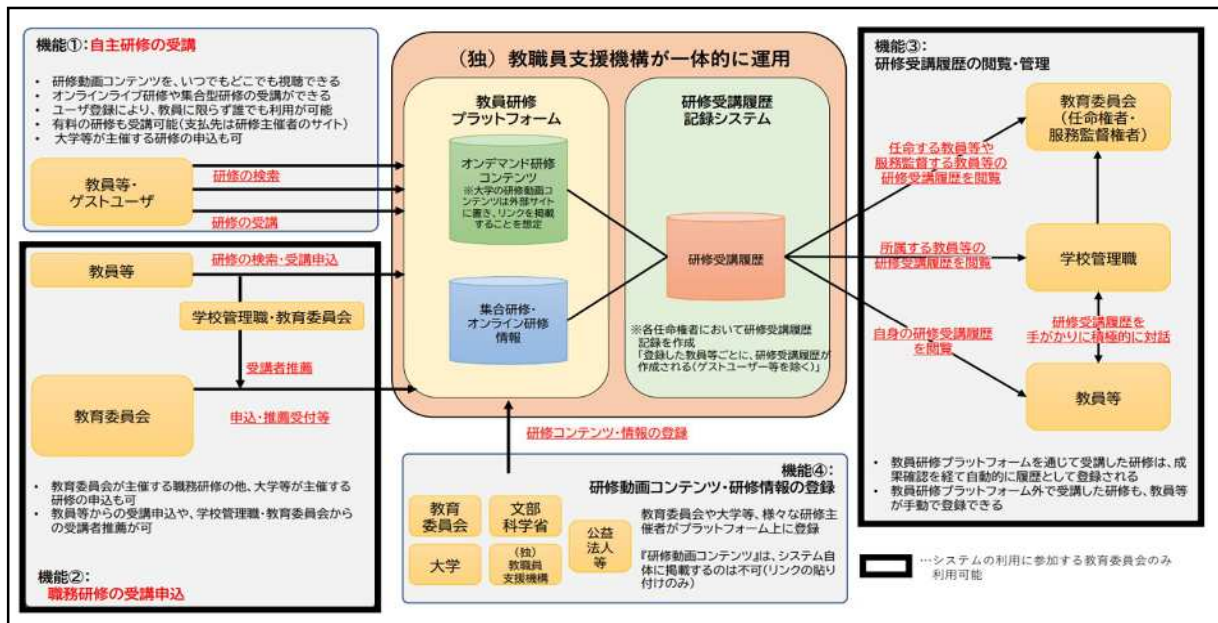 機能①:自主研修の受講
• 研修動画コンテンツを、いつでもどこでも視聴できる
• オンラインライブ研修や集合型研修の受講ができる
• ユーザ登録により、教員に限らず誰でも利用が可能
• 有料の研修も受講可能(支払先は研修主催者のサイト)
• 大学等が主催する研修の申込も可
教員等・
ゲストユーザ
研修の検索
研修の受講
教員等
研修の検索・受講申込
学校管理職・教育委員会
受講者推薦
教育委員会
申込・推薦受付等
• 教育委員会が主催する職務研修の他、大学等が主催する
研修の申込も可
• 教員等からの受講申込や、学校管理職・教育委員会から
の受講者推薦が可
機能②:
職務研修の受講申込
(独)教職員支援機構が一体的に運用
教員研修
プラットフォーム
オンデマンド研修
コンテンツ
※大学の研修動画コ
ンテンツは外部サイト
に置き、リンクを掲載
することを想定
集合研修・
オンライン研修
情報
研修受講履歴
記録システム
研修受講履歴
※各任命権者において研修受講履歴
記録を作成
「登録した教員等ごとに、研修受講履歴が
作成される(ゲストユーザー等を除く)」
研修コンテンツ・情報の登録
機能④:
研修動画コンテンツ・研修情報の登録
教育
委員会
文部
科学省
大学
(独)
教職員
支援機構
公益
法人
等
教育委員会や大学等、様々な研修主
催者がプラットフォーム上に登録
『研修動画コンテンツ』は、システム自
体に掲載するのは不可(リンクの貼り
付けのみ)
機能③:
研修受講履歴の閲覧・管理
教育委員会
(任命権者・
服務監督権者)
任命する教員等や
服務監督する教員等の
研修受講履歴を閲覧
所属する教員等の
研修受講履歴を閲覧
学校管理職
自身の研修受講履歴
を閲覧
研修受講履歴を
手がかりに積極的に対話
教員等
• 教員研修プラットフォームを通じて受講した研修は、成
果確認を経て自動的に履歴として登録される
• 教員研修プラットフォーム外で受講した研修も、教員等
が手動で登録できる
…システムの利用に参加する教育委員会のみ
利用可能